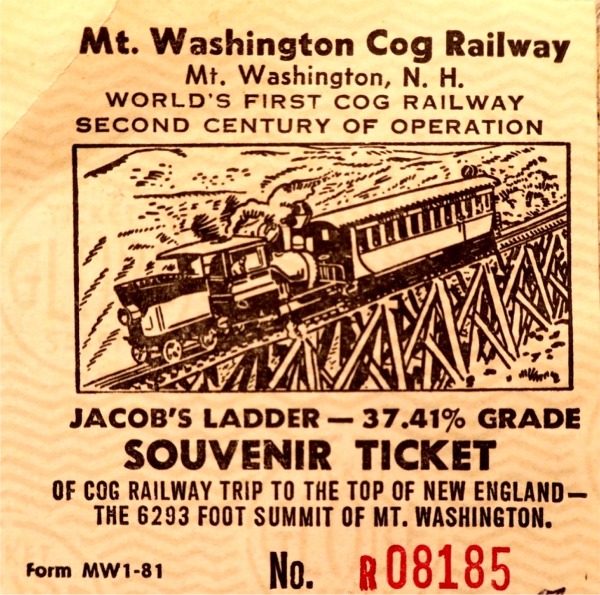 Mt. Washington Cog Railway
Mt. Washington, N. H.
WORLD'S FIRST COG RAILWAY
SECOND CENTURY OF OPERATION
JACOB'S LADDER — 37.41% GRADE
SOUVENIR TICKET
OF COG RAILWAY TRIP TO THE TOP OF NEW ENGLAND—
THE 6293 FOOT SUMMIT OF MT. WASHINGTON.
Form MW1-81 No. R08185